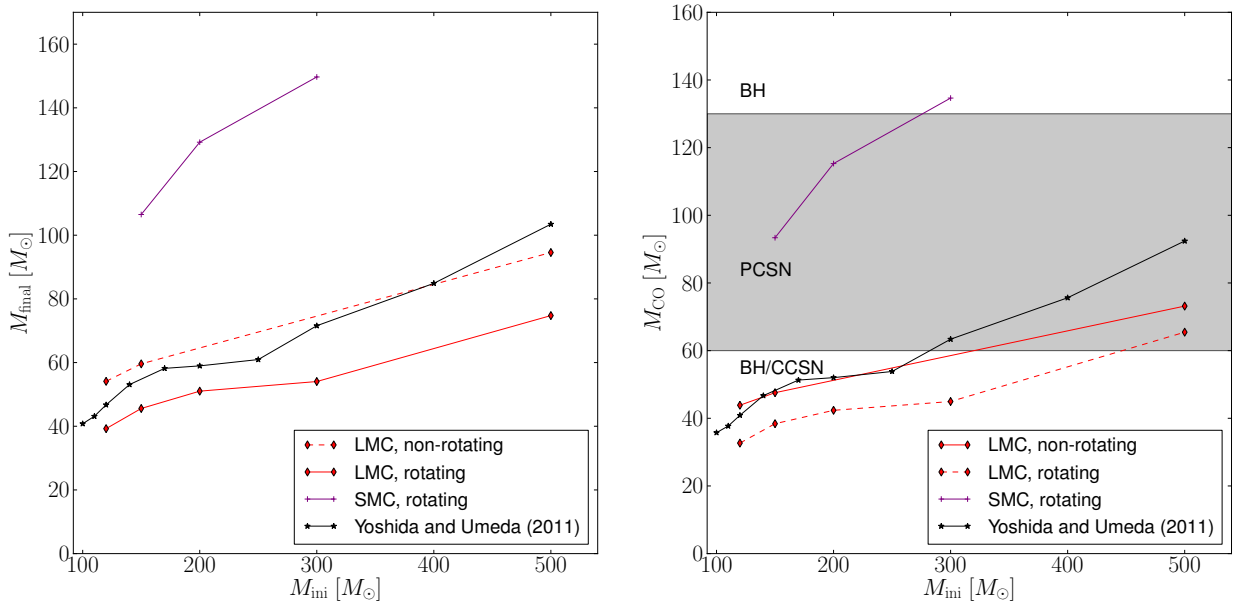 180
160
140
120
100
80
60
40
20
0
M_final [M_⊙]
100 200 300 400 500
M_ini [M_⊙]
LMC, non-rotating
LMC, rotating
SMC, rotating
Yoshida and Umeda (2011)
160
140
120
100
80
60
40
20
0
M_CO [M_⊙]
BH
PCSN
BH/CCSN
100 200 300 400 500
M_ini [M_⊙]
LMC, non-rotating
LMC, rotating
SMC, rotating
Yoshida and Umeda (2011)